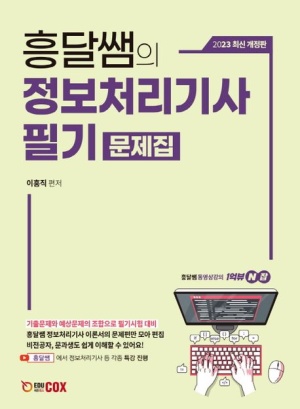 2023 최신 개정판
흥달쌤의
정보처리기사
필기 문제집
이흥직 편저
흥달쌤 동영상강의 1억뷰 N잡
기출문제와 예상문제의 조합으로 필기시험 대비
흥달쌤 정보처리기사 이론서의 문제편만 모아 편집
비전공자, 문과생도 쉽게 이해할 수 있어요!
흥달쌤 에서 정보처리기사 등 각종 특강 진행
EDU COX